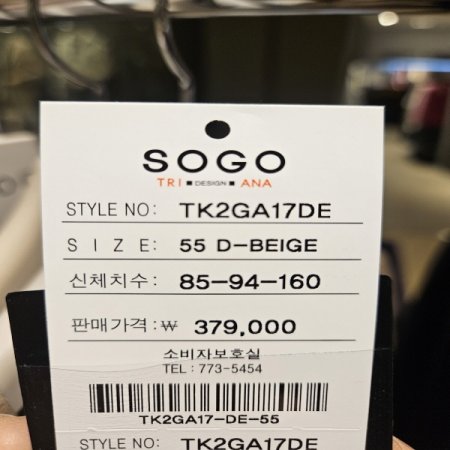 SOGO
TRI ■ DESIGN ■ ANA
STYLE NO: TK2GA17DE
S I Z E: 55 D-BEIGE
신체치수: 85-94-160
판매가격: ₩ 379,000
소비자보호실
TEL : 773-5454
TK2GA17-DE-55
STYLE NO: TK2GA17DE